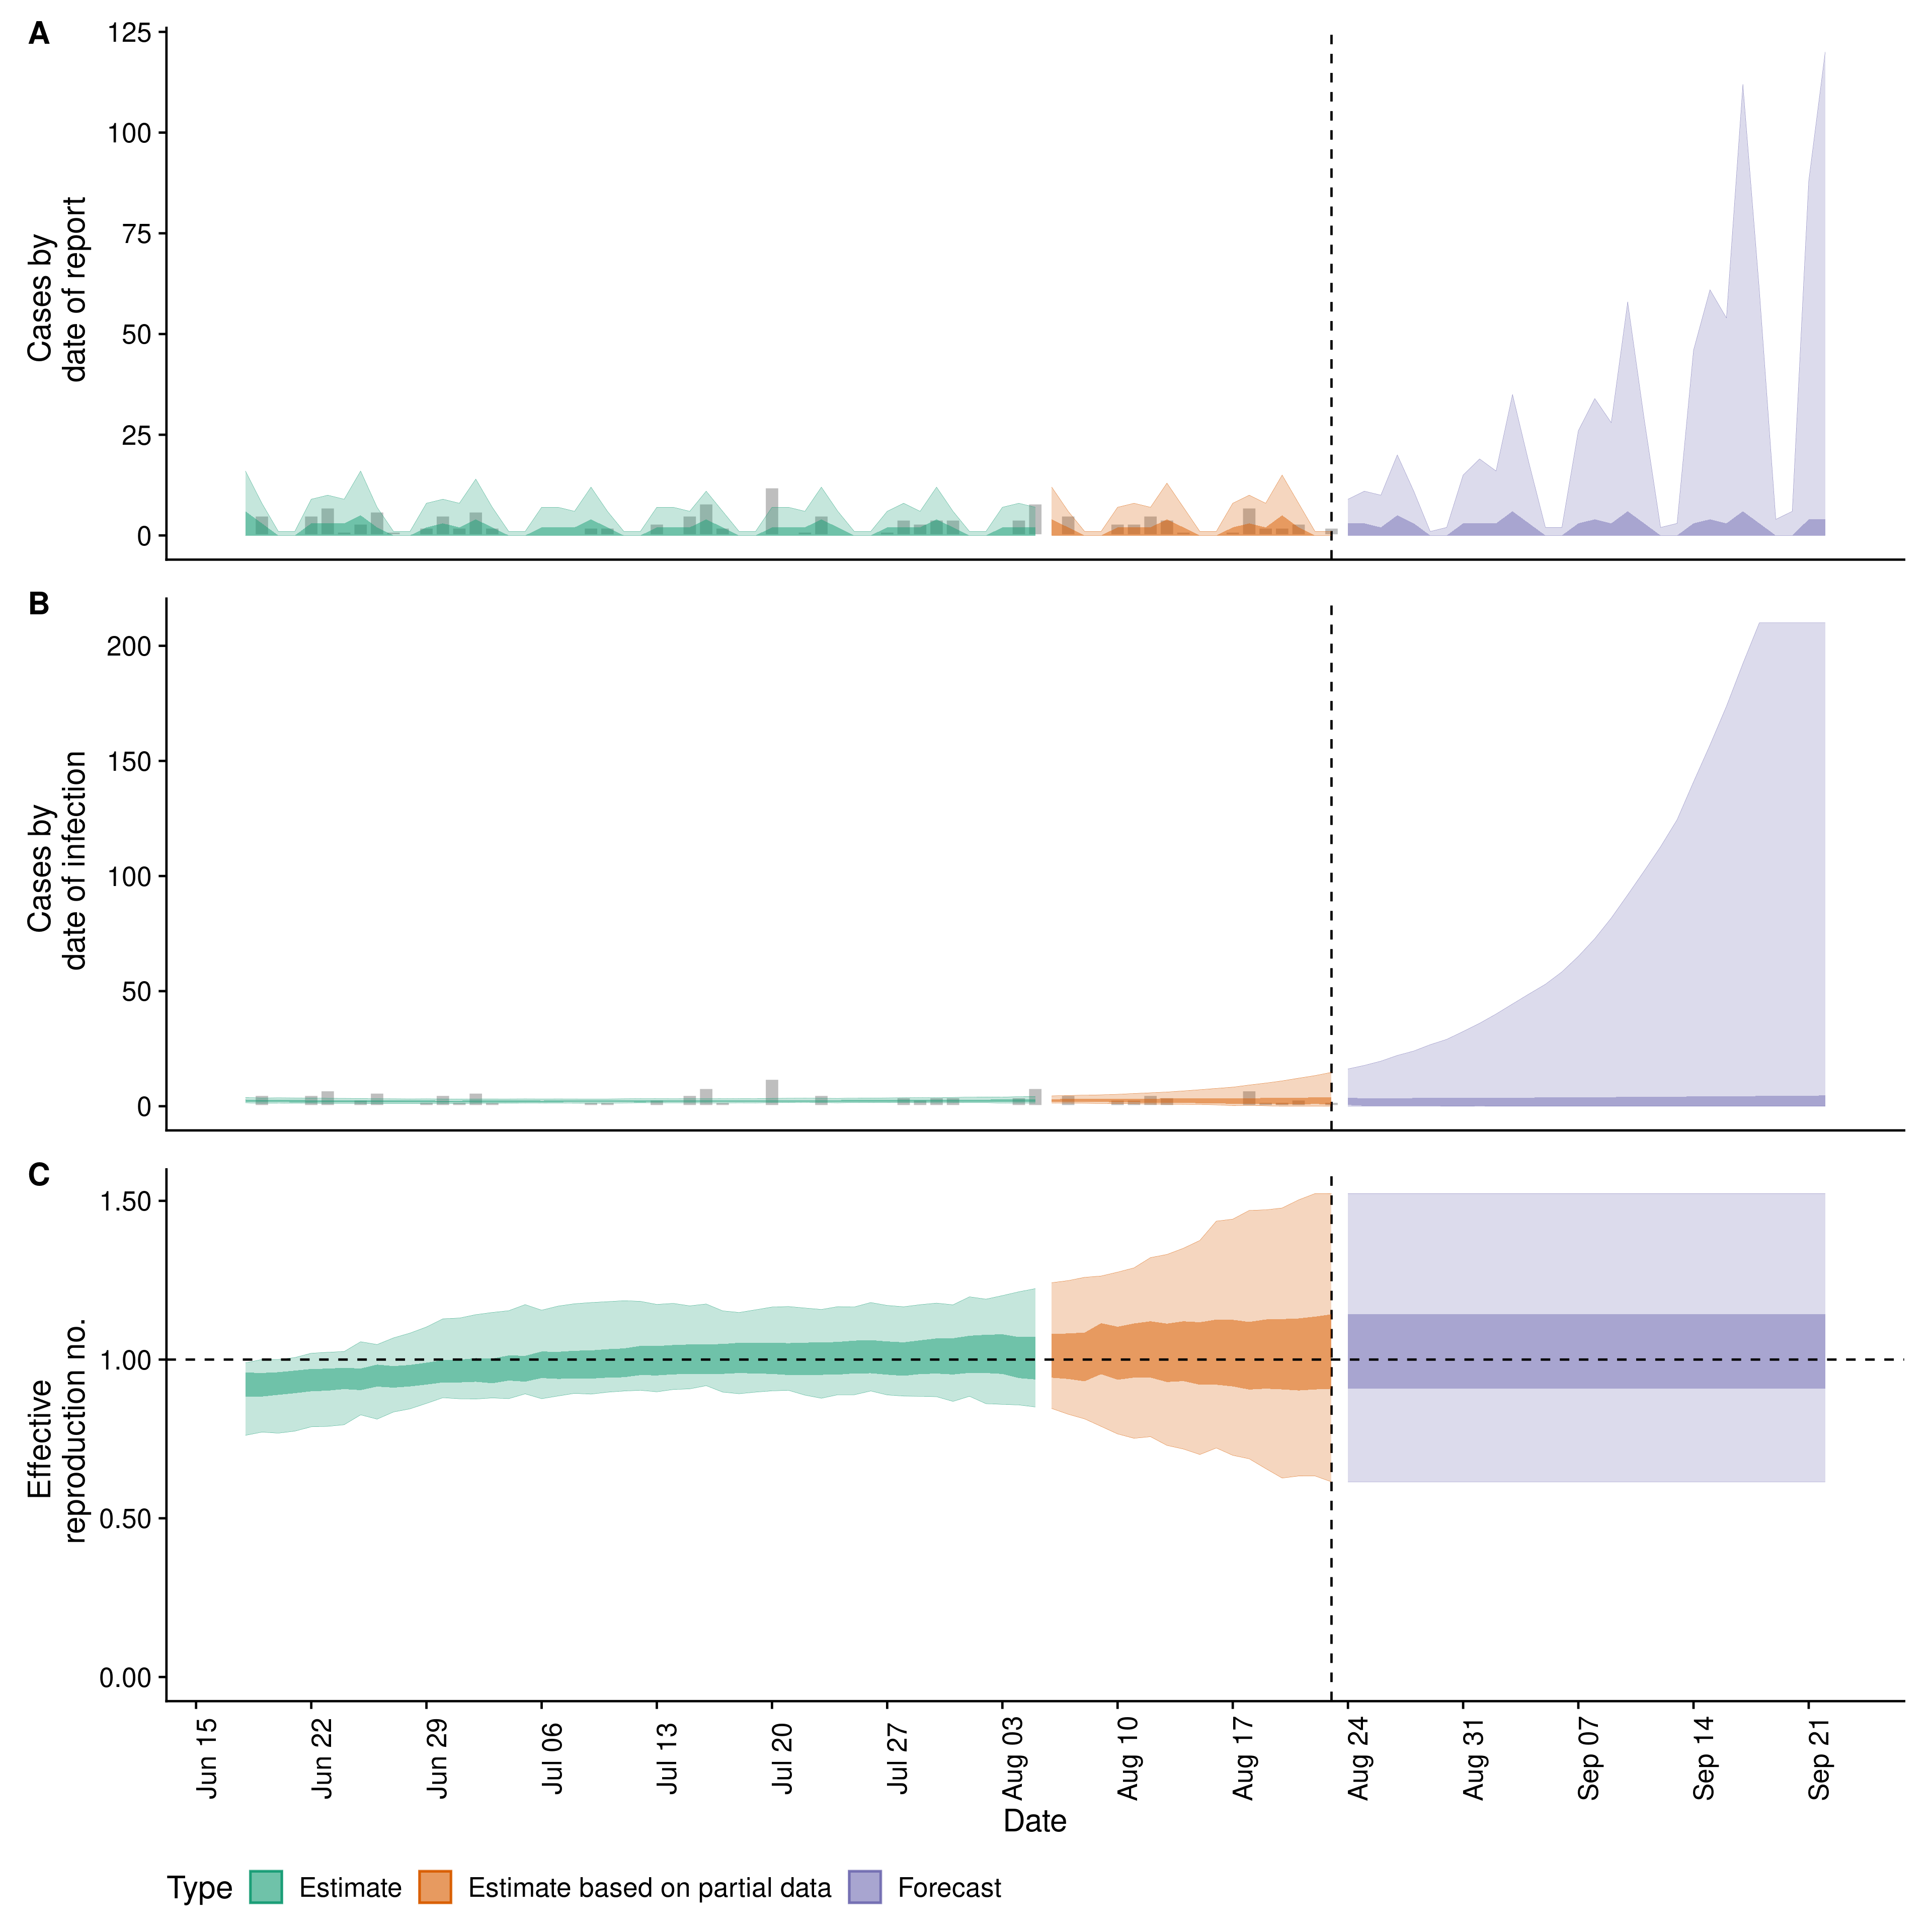 A
125
100
75
50
25
0
Cases by
date of report
B
200
150
100
50
0
Cases by
date of infection
C
1.50
1.00
0.50
0.00
Effective
reproduction no.
Jun 15
Jun 22
Jun 29
Jul 06
Jul 13
Jul 20
Jul 27
Aug 03
Aug 10
Aug 17
Aug 24
Aug 31
Sep 07
Sep 14
Sep 21
Date
Type Estimate Estimate based on partial data Forecast